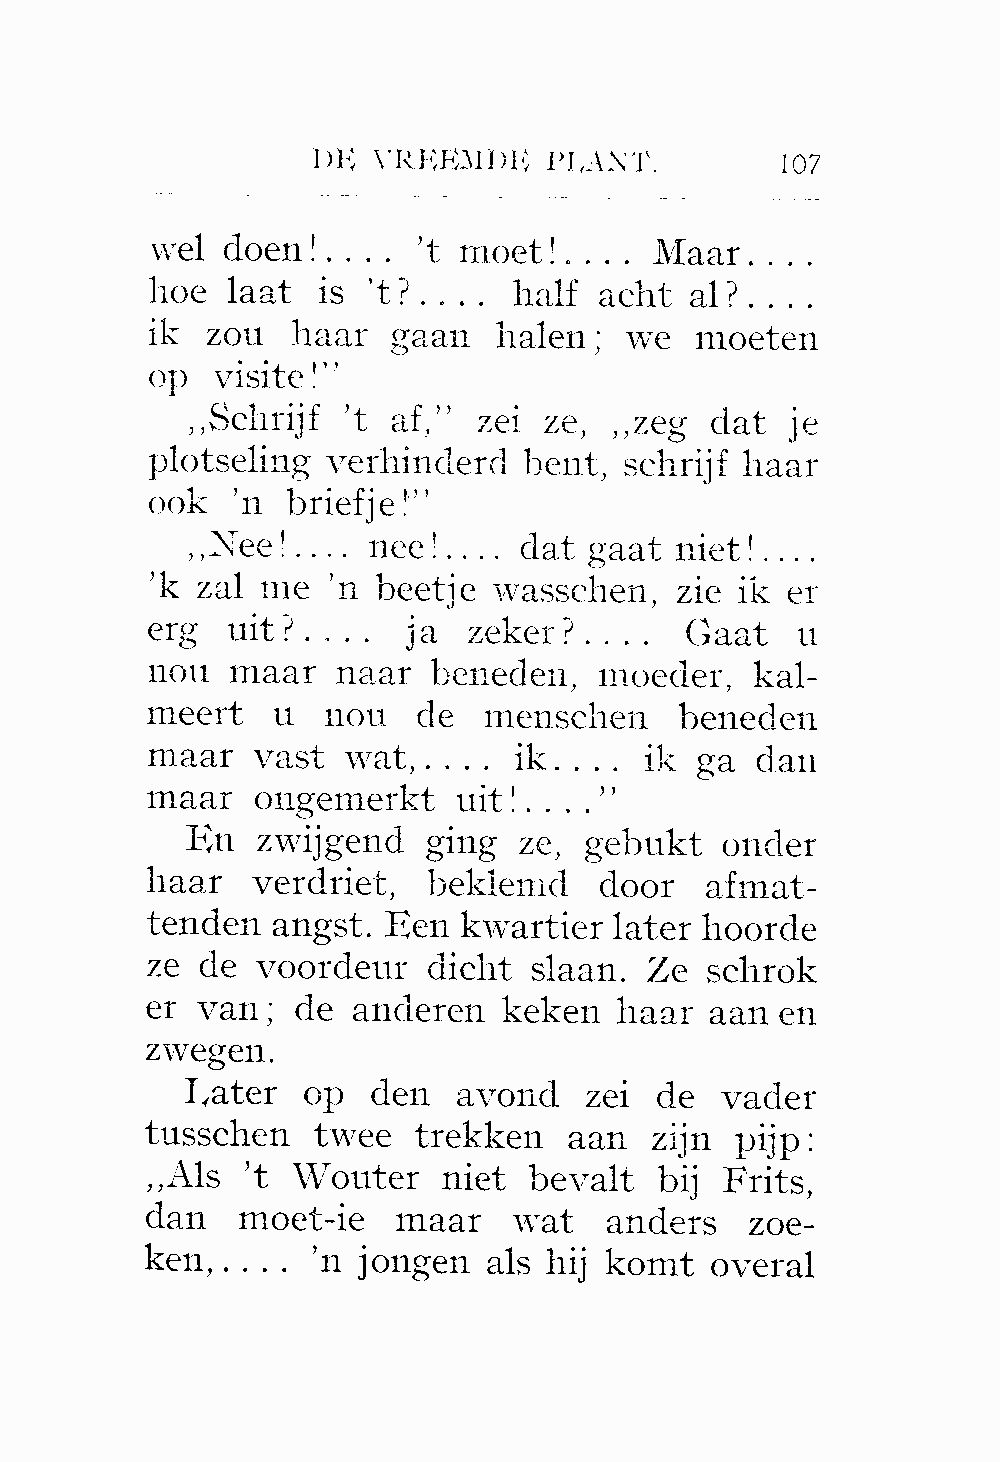 DE VREEMDE PLANT. 107
wel doen!.... 't moet!.... Maar....
hoe laat is 't?.... half acht al?....
ik zou haar gaan halen; we moeten
op visite!”
,,Schrijf 't af,” zei ze, ,,zeg dat je
plotseling verhinderd bent, schrijf haar
ook 'n briefje!”
,,Nee!.... nee!.... dat gaat niet!....
'k zal me 'n beetje wasschen, zie ik er
erg uit?.... ja zeker?.... Gaat u
nou maar naar beneden, moeder, kal-
meert u nou de menschen beneden
maar vast wat,.... ik.... ik ga dan
maar ongemerkt uit!....”
En zwijgend ging ze, gebukt onder
haar verdriet, beklemd door afmat-
tenden angst. Een kwartier later hoorde
ze de voordeur dicht slaan. Ze schrok
er van; de anderen keken haar aan en
zwegen.
Later op den avond zei de vader
tusschen twee trekken aan zijn pijp:
,,Als 't Wouter niet bevalt bij Frits,
dan moet-ie maar wat anders zoe-
ken,.... 'n jongen als hij komt overal